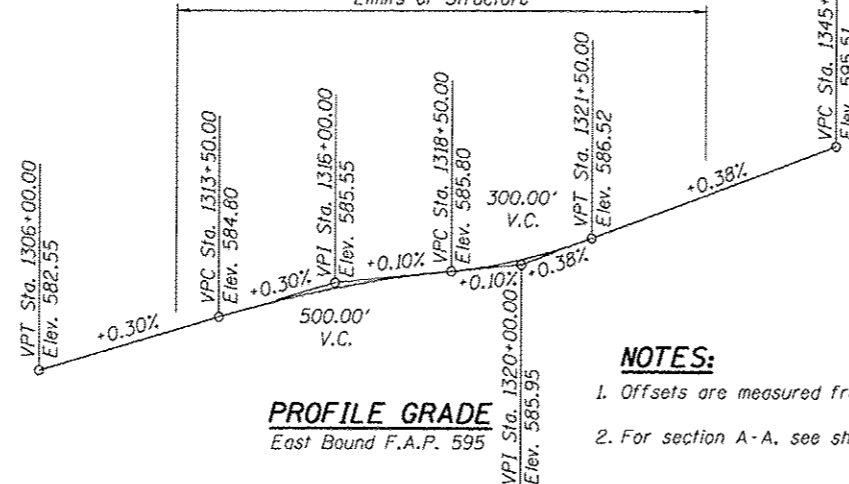 Limits of Structure
VPT Sta. 1306+00.00
Elev. 582.55
+0.30%
VPC Sta. 1313+50.00
Elev. 584.80
+0.30%
VPI Sta. 1316+00.00
Elev. 585.55
500.00'
V.C.
+0.10%
VPC Sta. 1318+50.00
Elev. 585.80
+0.10%
300.00'
V.C.
VPI Sta. 1320+00.00
Elev. 585.95
+0.38%
VPT Sta. 1321+50.00
Elev. 586.52
+0.38%
VPC Sta. 1345+
Elev. 595.51
PROFILE GRADE
East Bound F.A.P. 595
NOTES:
1. Offsets are measured fr
2. For section A-A, see sh